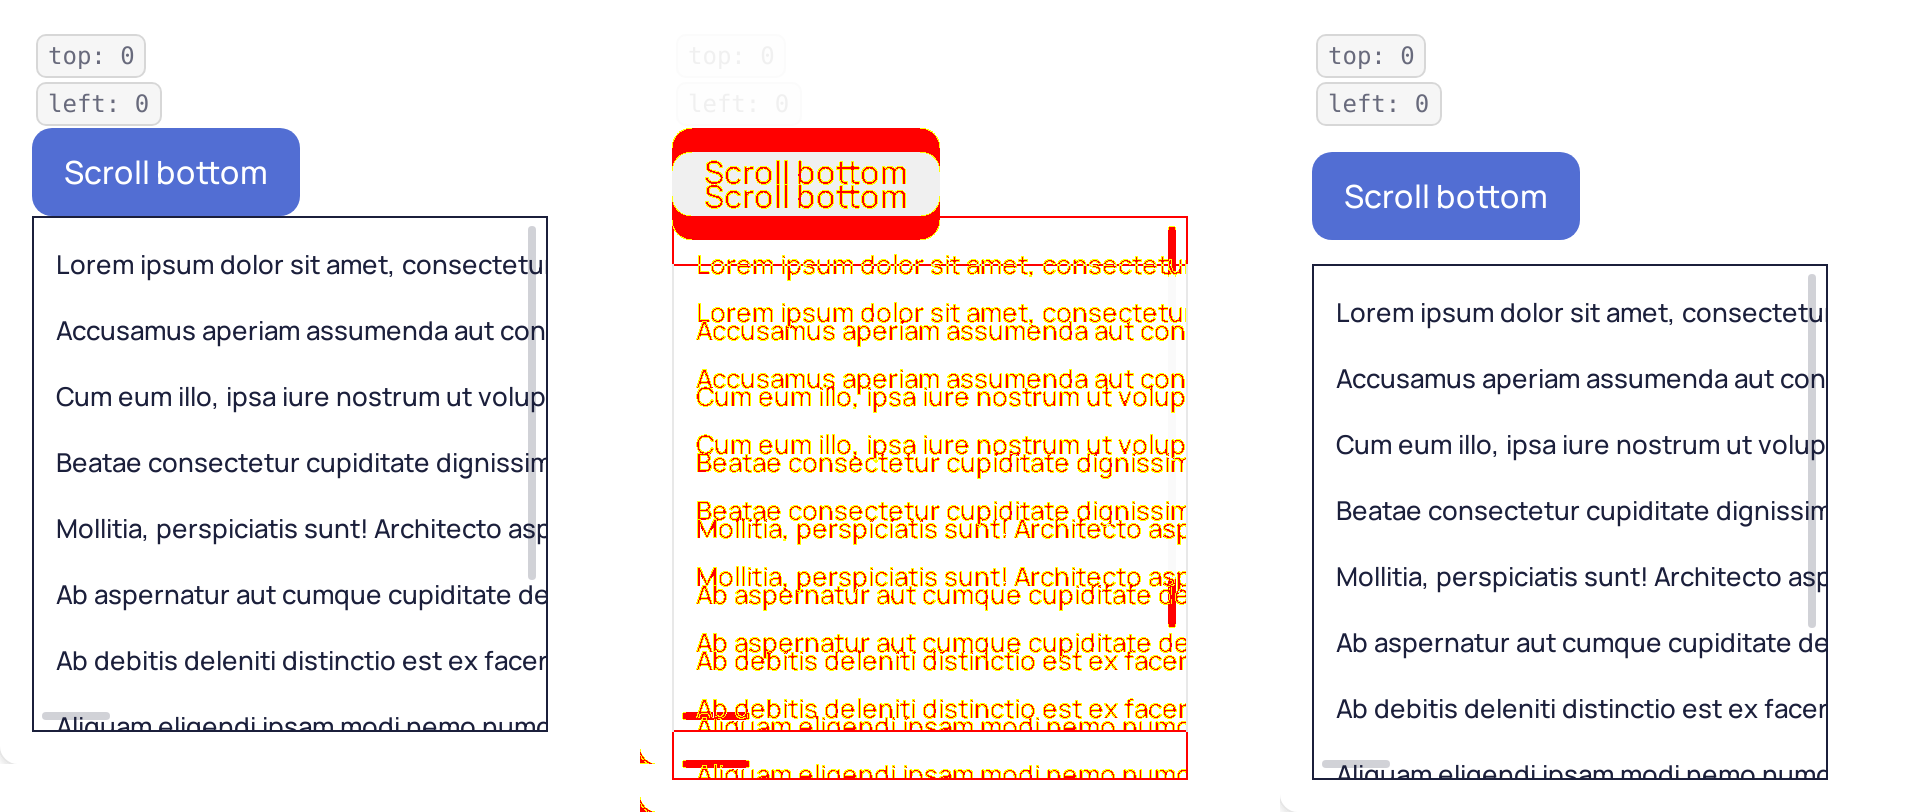 top: 0
left: 0
Scroll bottom
Lorem ipsum dolor sit amet, consectetu
Accusamus aperiam assumenda aut con
Cum eum illo, ipsa iure nostrum ut volup
Beatae consectetur cupiditate dignissim
Mollitia, perspiciatis sunt! Architecto asp
Ab aspernatur aut cumque cupiditate de
Ab debitis deleniti distinctio est ex facer
Aliquam eligendi ipsam modi nemo numq
top: 0
left: 0
Scroll bottom
Scroll bottom
Lorem ipsum dolor sit amet, consectetu
Lorem ipsum dolor sit amet, consectetu
Accusamus aperiam assumenda aut con
Accusamus aperiam assumenda aut con
Cum eum illo, ipsa iure nostrum ut volup
Cum eum illo, ipsa iure nostrum ut volup
Beatae consectetur cupiditate dignissim
Beatae consectetur cupiditate dignissim
Mollitia, perspiciatis sunt! Architecto asp
Mollitia, perspiciatis sunt! Architecto asp
Ab aspernatur aut cumque cupiditate de
Ab aspernatur aut cumque cupiditate de
Ab debitis deleniti distinctio est ex facer
Ab debitis deleniti distinctio est ex facer
Aliquam eligendi ipsam modi nemo numq
Aliquam eligendi ipsam modi nemo numq
top: 0
left: 0
Scroll bottom
Lorem ipsum dolor sit amet, consectetu
Accusamus aperiam assumenda aut con
Cum eum illo, ipsa iure nostrum ut volup
Beatae consectetur cupiditate dignissim
Mollitia, perspiciatis sunt! Architecto asp
Ab aspernatur aut cumque cupiditate de
Ab debitis deleniti distinctio est ex facer
Aliquam eligendi ipsam modi nemo numq